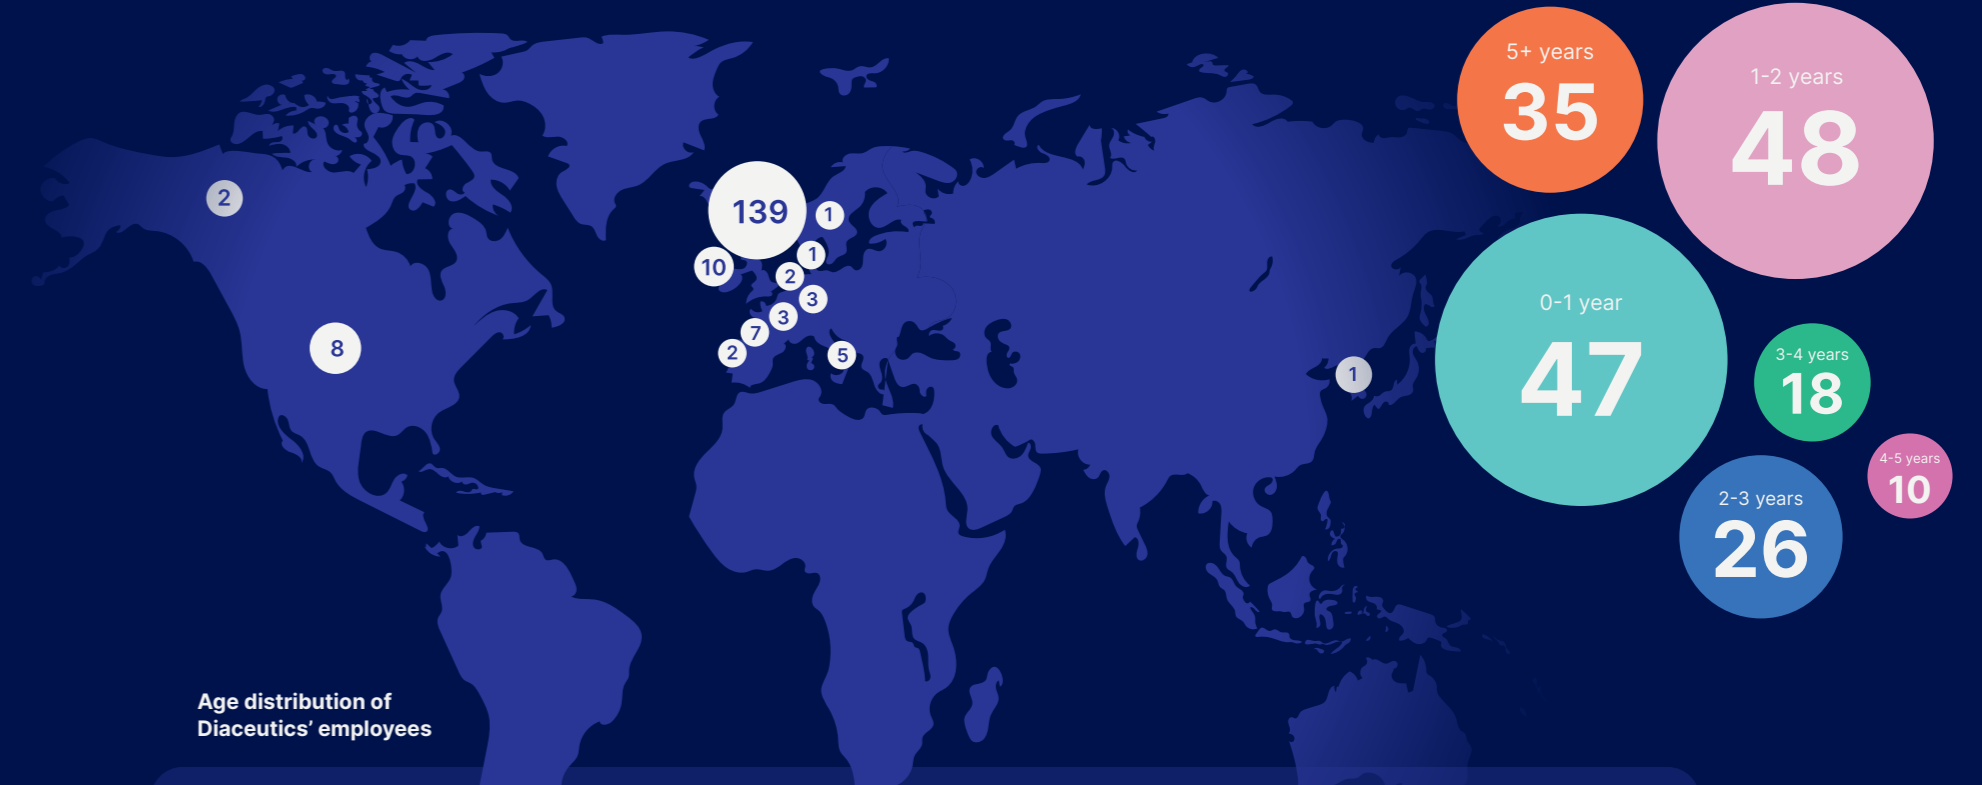 2
8
139
10
1
1
2
3
3
7
2
5
1
5+ years
35
1-2 years
48
0-1 year
47
3-4 years
18
4-5 years
10
2-3 years
26
Age distribution of
Diaceutics’ employees